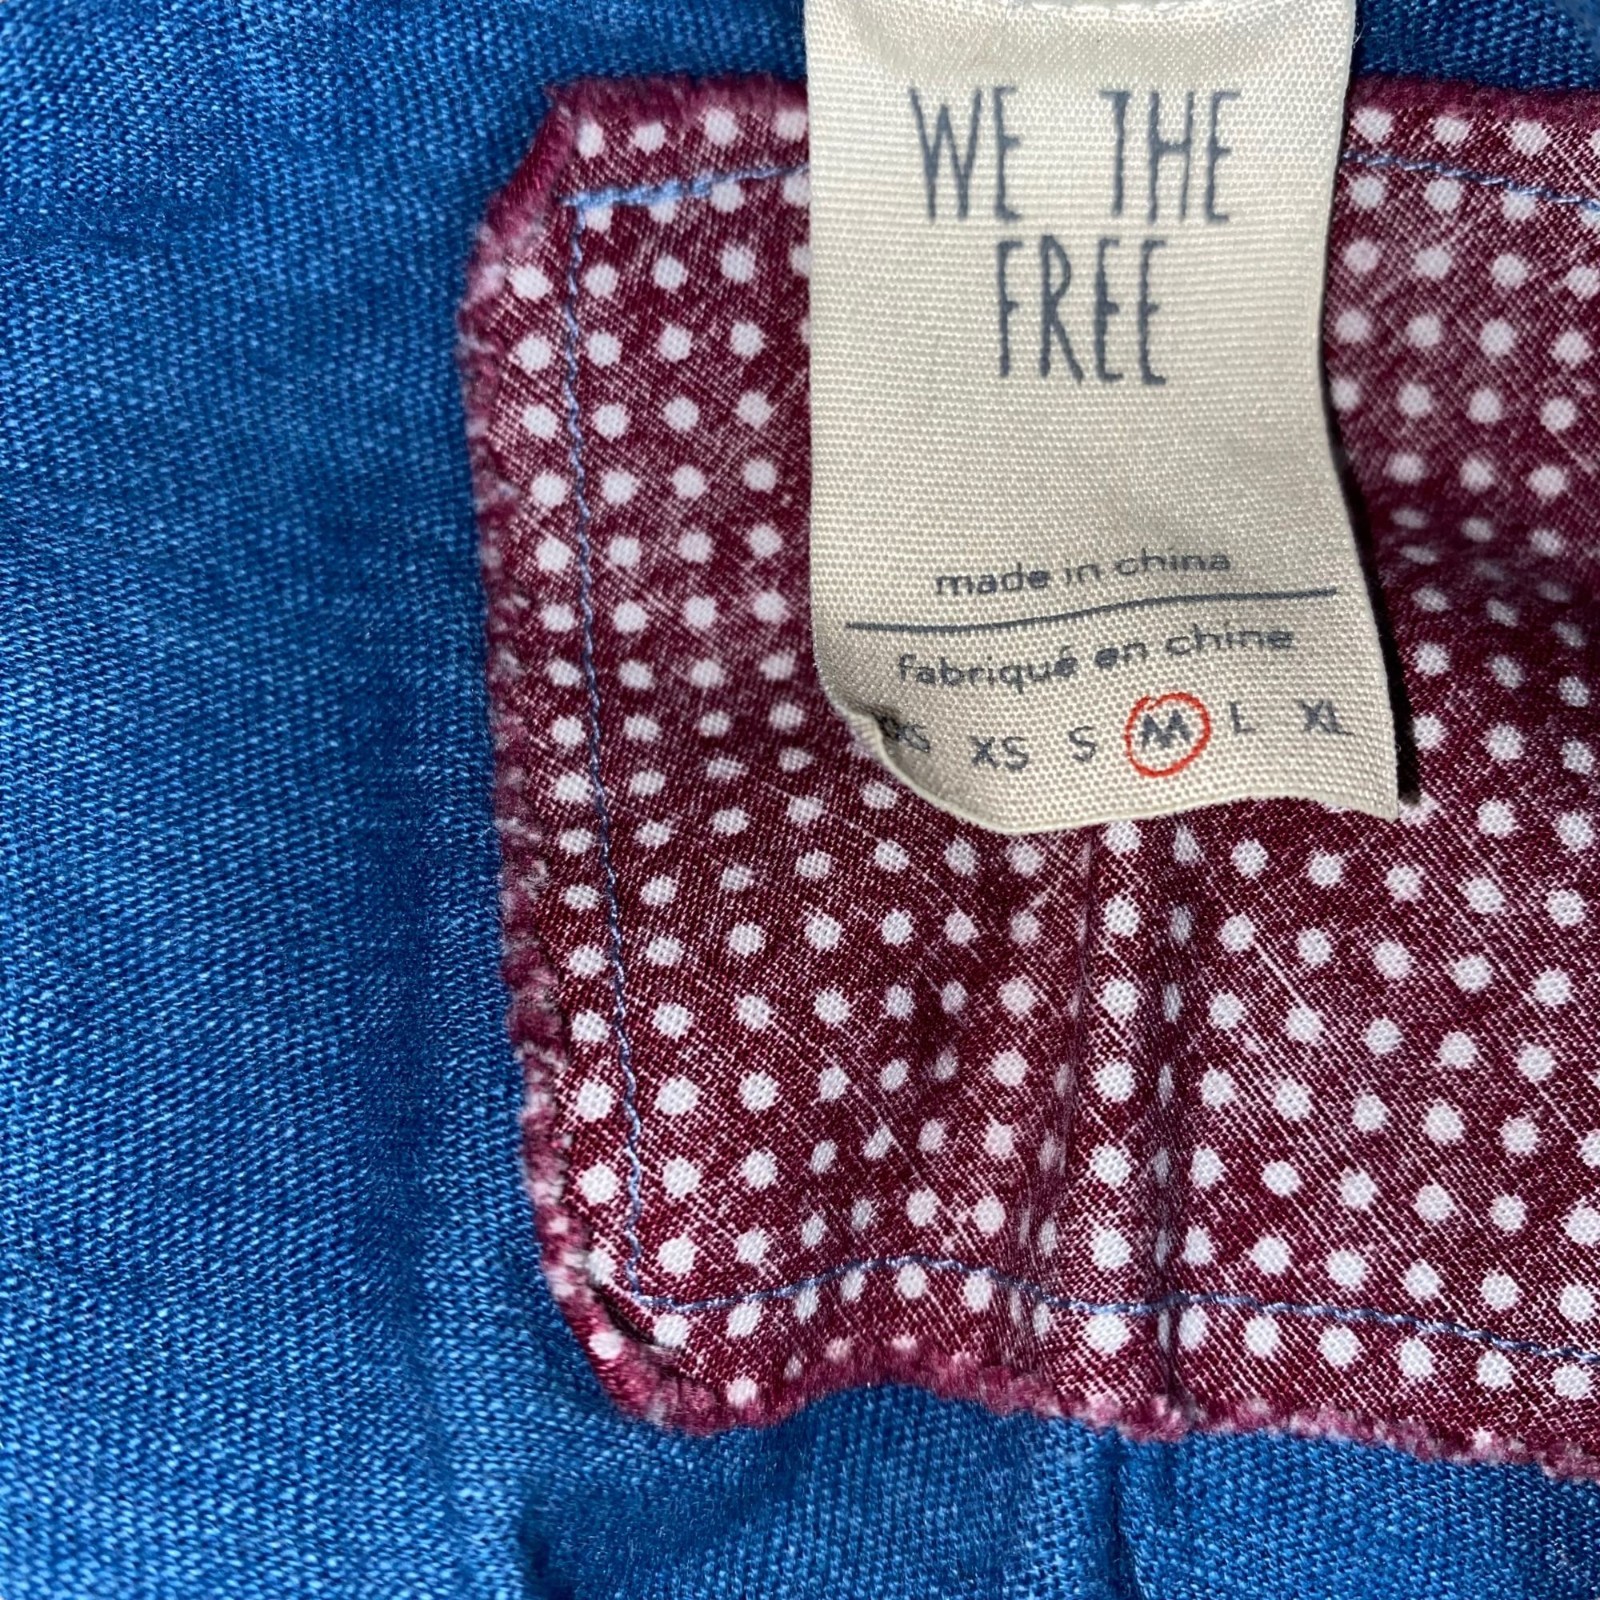 WE THE
FREE
made in china
fabriqué en chine
XS S M L XL